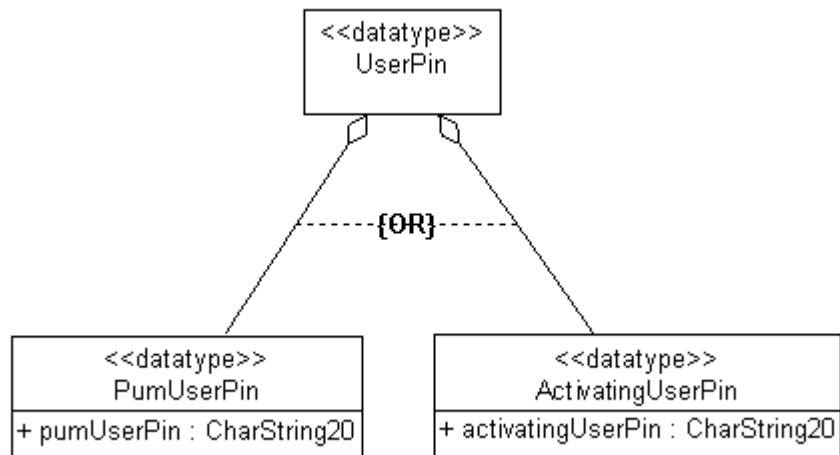 <<datatype>>
UserPin
{OR}
<<datatype>>
PumUserPin
+ pumUserPin : CharString20
<<datatype>>
ActivatingUserPin
+ activatingUserPin : CharString20